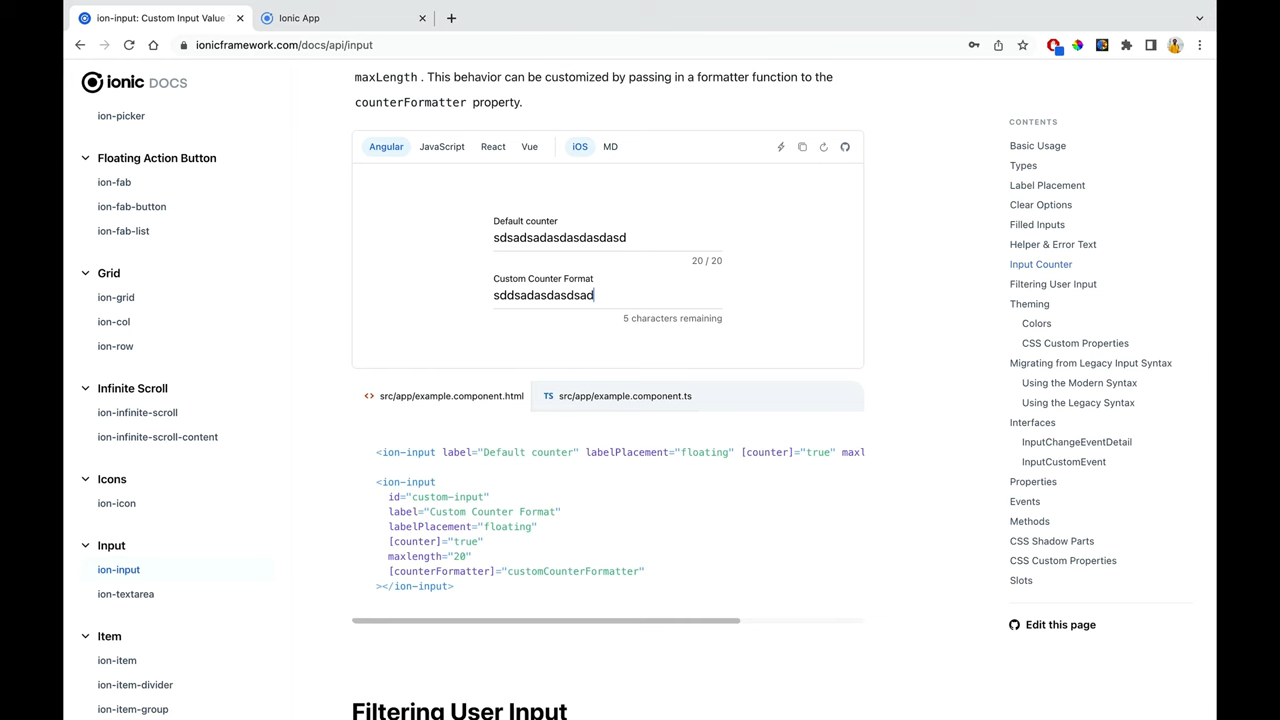 ion-input: Custom Input Value
Ionic App
ionicframework.com/docs/api/input
ionic DOCS
ion-picker
Floating Action Button
ion-fab
ion-fab-button
ion-fab-list
Grid
ion-grid
ion-col
ion-row
Infinite Scroll
ion-infinite-scroll
ion-infinite-scroll-content
Icons
ion-icon
Input
ion-input
ion-textarea
Item
ion-item
ion-item-divider
ion-item-group
maxLength . This behavior can be customized by passing in a formatter function to the
counterFormatter property.
Angular JavaScript React Vue iOS MD
Default counter
sdsadsadasdasdasdasd
20 / 20
Custom Counter Format
sddsadasdasdsad
5 characters remaining
<> src/app/example.component.html
TS src/app/example.component.ts
<ion-input label="Default counter" labelPlacement="floating" [counter]="true" maxl
<ion-input
id="custom-input"
label="Custom Counter Format"
labelPlacement="floating"
[counter]="true"
maxlength="20"
[counterFormatter]="customCounterFormatter"
></ion-input>
Filtering User Input
CONTENTS
Basic Usage
Types
Label Placement
Clear Options
Filled Inputs
Helper & Error Text
Input Counter
Filtering User Input
Theming
Colors
CSS Custom Properties
Migrating from Legacy Input Syntax
Using the Modern Syntax
Using the Legacy Syntax
Interfaces
InputChangeEventDetail
InputCustomEvent
Properties
Events
Methods
CSS Shadow Parts
CSS Custom Properties
Slots
Edit this page